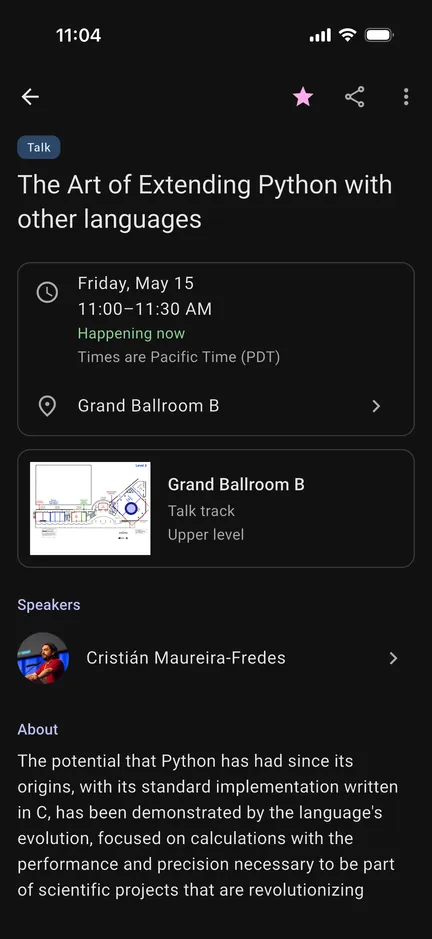 11:04
Talk
The Art of Extending Python with
other languages
Friday, May 15
11:00–11:30 AM
Happening now
Times are Pacific Time (PDT)
Grand Ballroom B
Level 2
Grand Ballroom B
Talk track
Upper level
Speakers
Cristián Maureira-Fredes
About
The potential that Python has had since its
origins, with its standard implementation written
in C, has been demonstrated by the language's
evolution, focused on calculations with the
performance and precision necessary to be part
of scientific projects that are revolutionizing